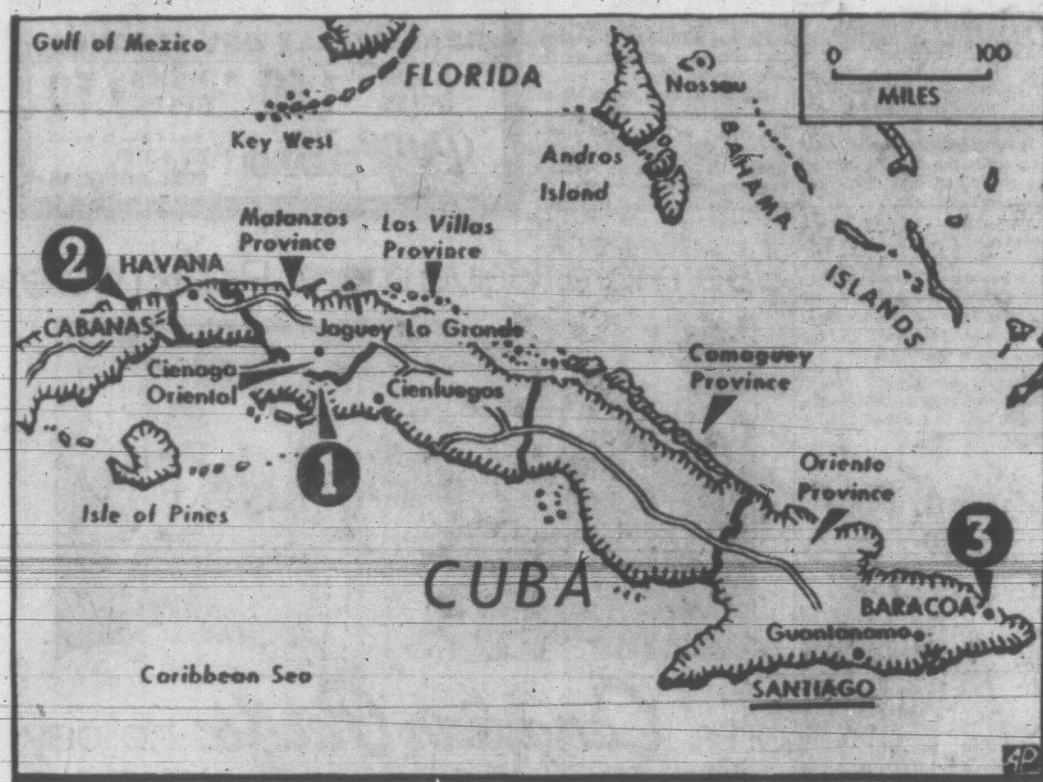 Gulf of Mexico
FLORIDA
Key West
Nassau
0 100
MILES
Andros
Island
BAHAMA
ISLANDS
Matanzas
Province
Las Villas
Province
2
HAVANA
CABANAS
Jaguey La Grande
Cienaga
Oriental
Cienfuegos
Camaguey
Province
1
Isle of Pines
Oriente
Province
3
CUBA
BARACOA
Guantanamo
SANTIAGO
Caribbean Sea
AP